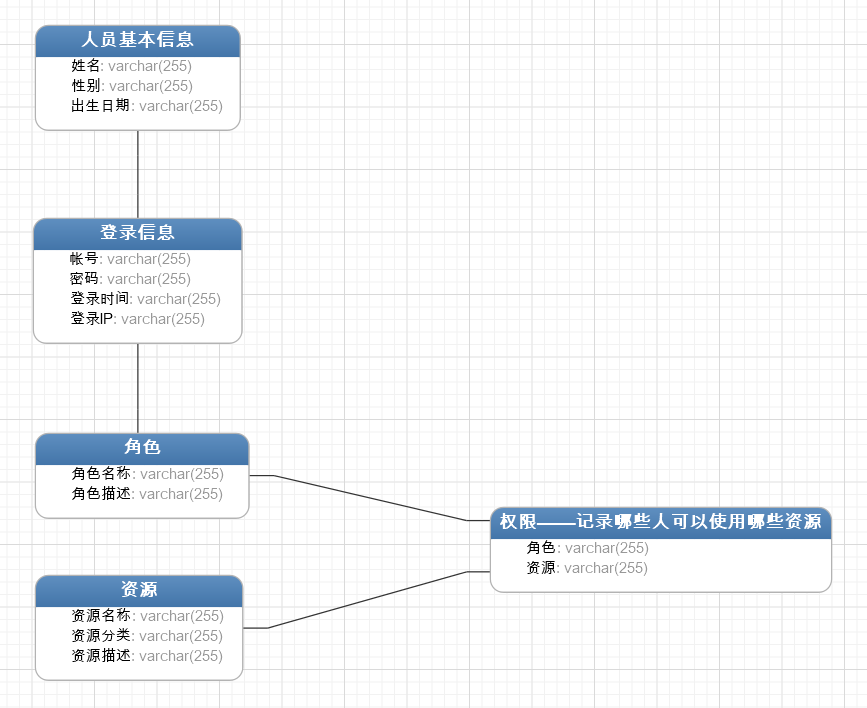 人员基本信息
姓名: varchar(255)
性别: varchar(255)
出生日期: varchar(255)
登录信息
帐号: varchar(255)
密码: varchar(255)
登录时间: varchar(255)
登录IP: varchar(255)
角色
角色名称: varchar(255)
角色描述: varchar(255)
权限——记录哪些人可以使用哪些资源
角色: varchar(255)
资源: varchar(255)
资源
资源名称: varchar(255)
资源分类: varchar(255)
资源描述: varchar(255)